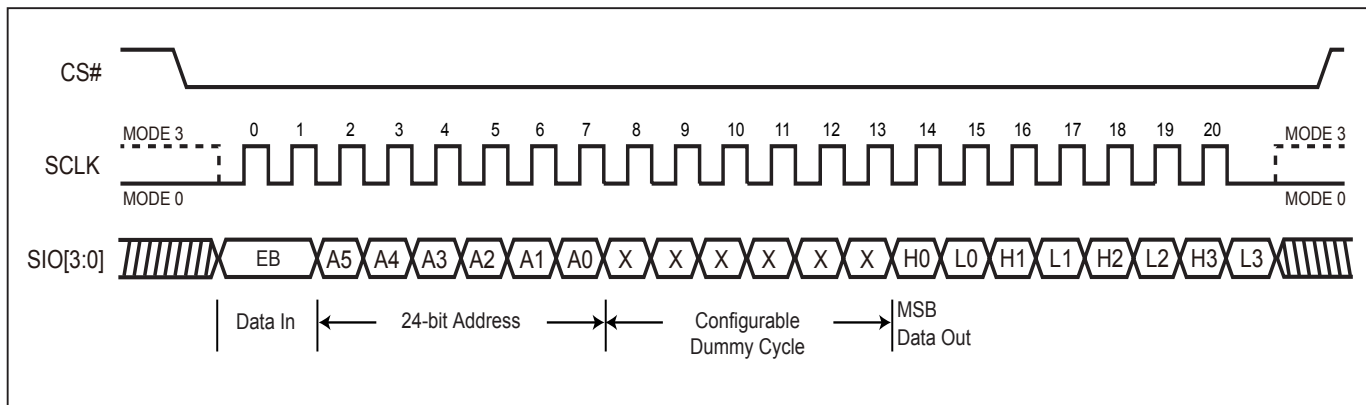 CS#
0 1 2 3 4 5 6 7 8 9 10 11 12 13 14 15 16 17 18 19 20
MODE 3 MODE 3
SCLK
MODE 0 MODE 0
SIO[3:0] EB A5 A4 A3 A2 A1 A0 X X X X X X H0 L0 H1 L1 H2 L2 H3 L3
Data In 24-bit Address Configurable MSB
Dummy Cycle Data Out